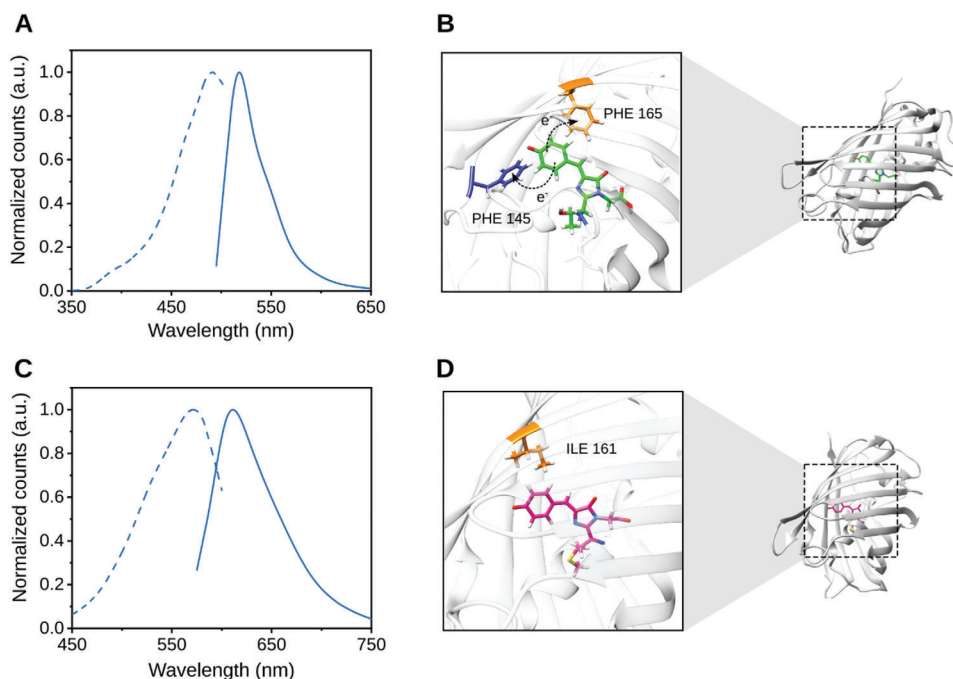 A
Normalized counts (a.u.)
1.0
0.8
0.6
0.4
0.2
0.0
350
450
550
650
Wavelength (nm)
B
PHE 165
e-
PHE 145
e-
C
Normalized counts (a.u.)
1.0
0.8
0.6
0.4
0.2
0.0
450
550
650
750
Wavelength (nm)
D
ILE 161